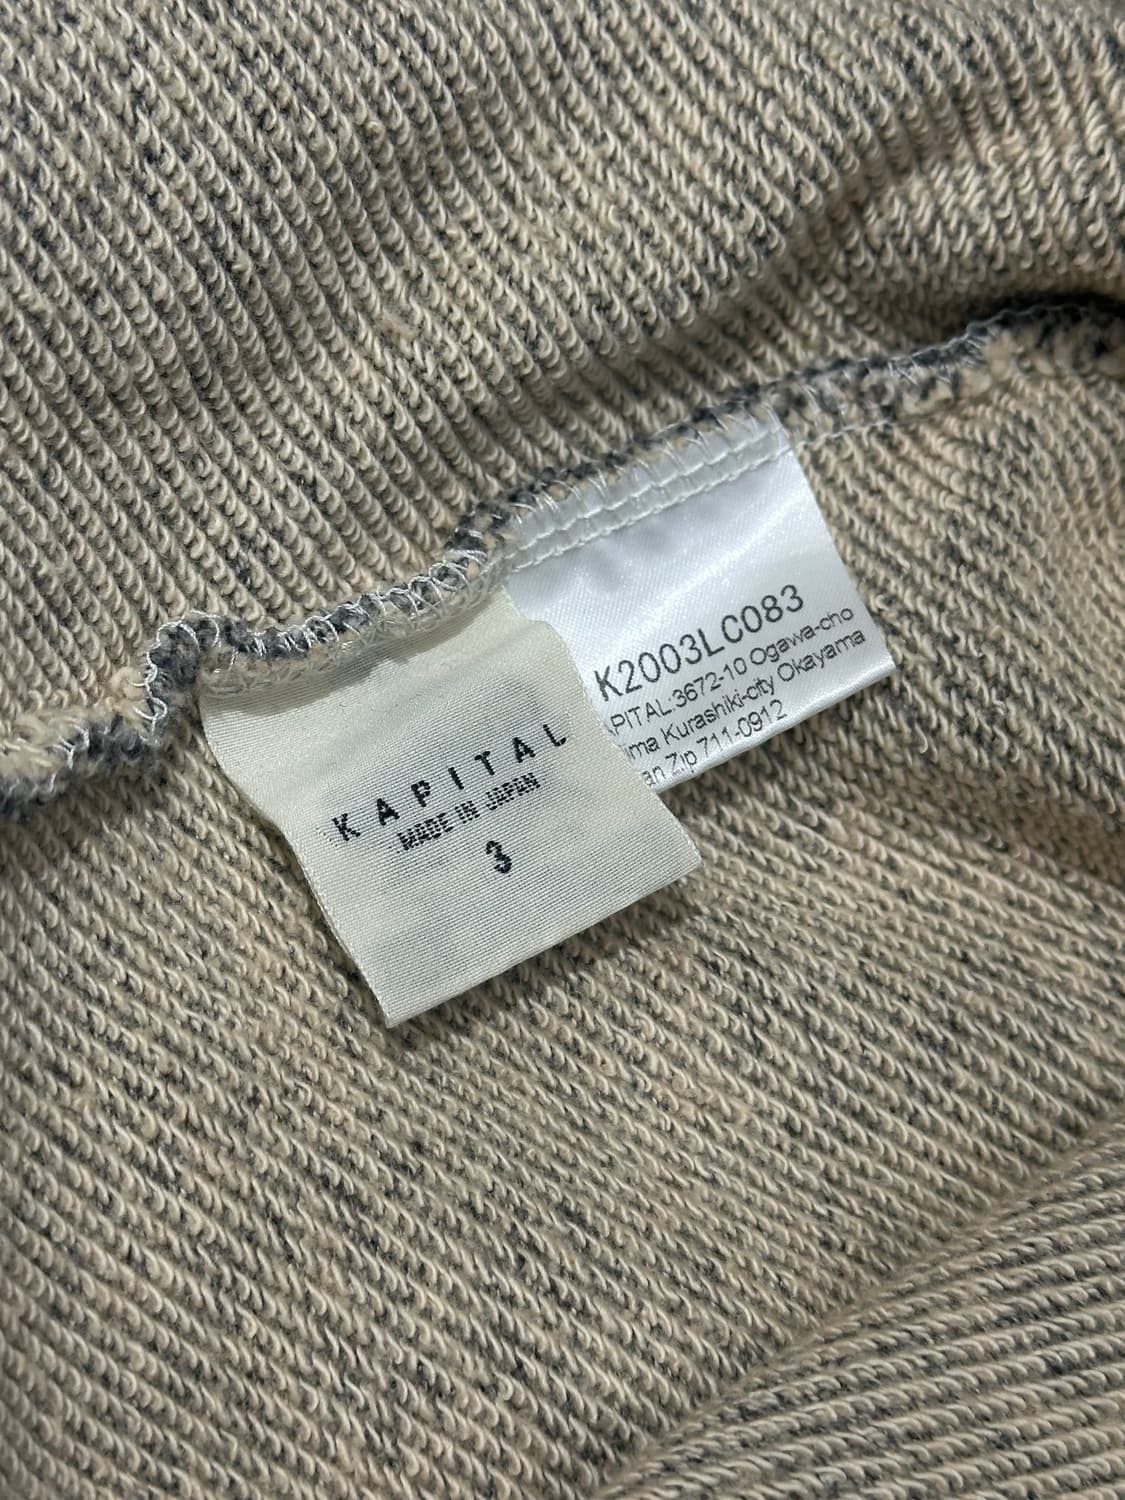 KAPITAL
MADE IN JAPAN
3
K2003LC083
APITAL:3672-10 Ogawa-cho
ima Kurashiki-city Okayama
an Zip 711-0912